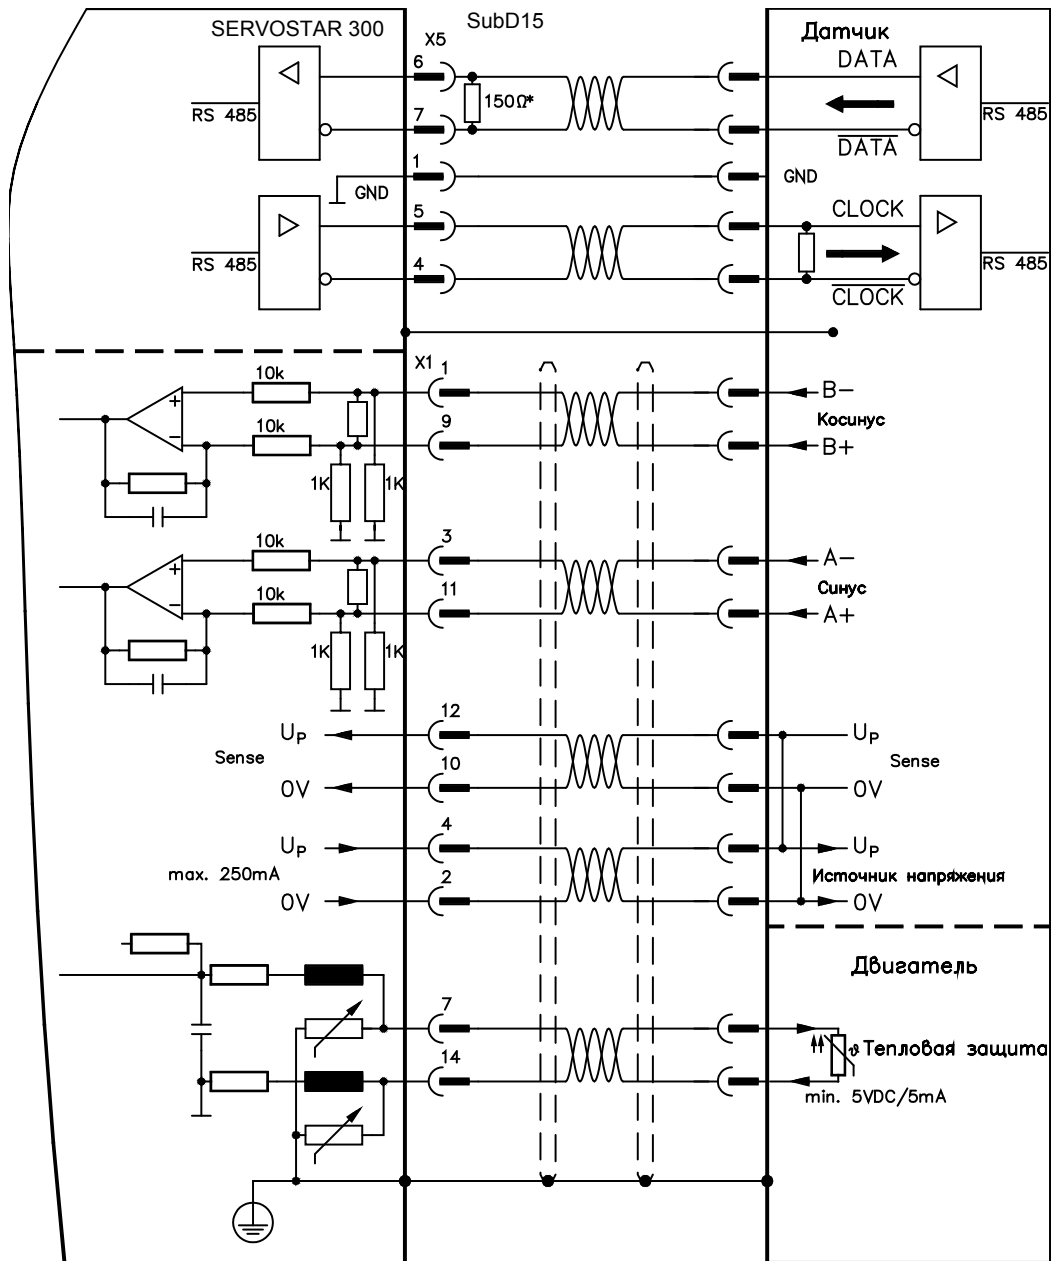 SERVOSTAR 300
SubD15
Датчик
X5
6
DATA
RS 485
150Ω*
RS 485
7
DATA
1
GND
GND
5
CLOCK
RS 485
4
RS 485
CLOCK
X1
1
10k
B-
Косинус
10k
9
B+
1K
1K
3
10k
A-
Синус
10k
11
A+
1K
1K
12
UP
UP
Sense
Sense
10
0V
0V
4
UP
UP
max. 250mA
Источник напряжения
2
0V
0V
Двигатель
7
ϑ Тепловая защита
14
min. 5VDC/5mA